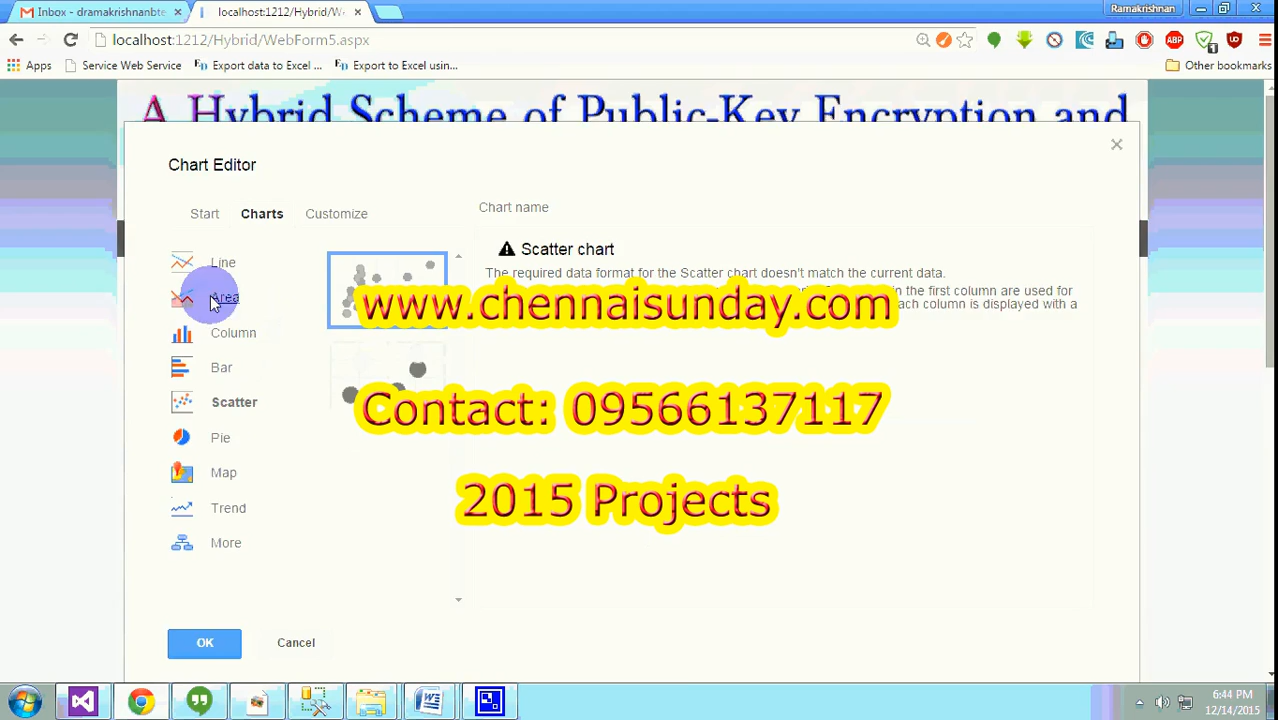 Inbox - dramakrishnanbte
localhost:1212/Hybrid/We
Ramakrishnan
localhost:1212/Hybrid/WebForm5.aspx
Apps
Service Web Service
Export data to Excel ...
Export to Excel usin...
Other bookmarks
A Hybrid Scheme of Public-Key Encryption and
Chart Editor
Start
Charts
Customize
Chart name
Line
Area
Column
Bar
Scatter
Pie
Map
Trend
More
Scatter chart
The required data format for the Scatter chart doesn't match the current data.
in the first column are used for
each column is displayed with a
www.chennaisunday.com
Contact: 09566137117
2015 Projects
OK
Cancel
6:44 PM
12/14/2015